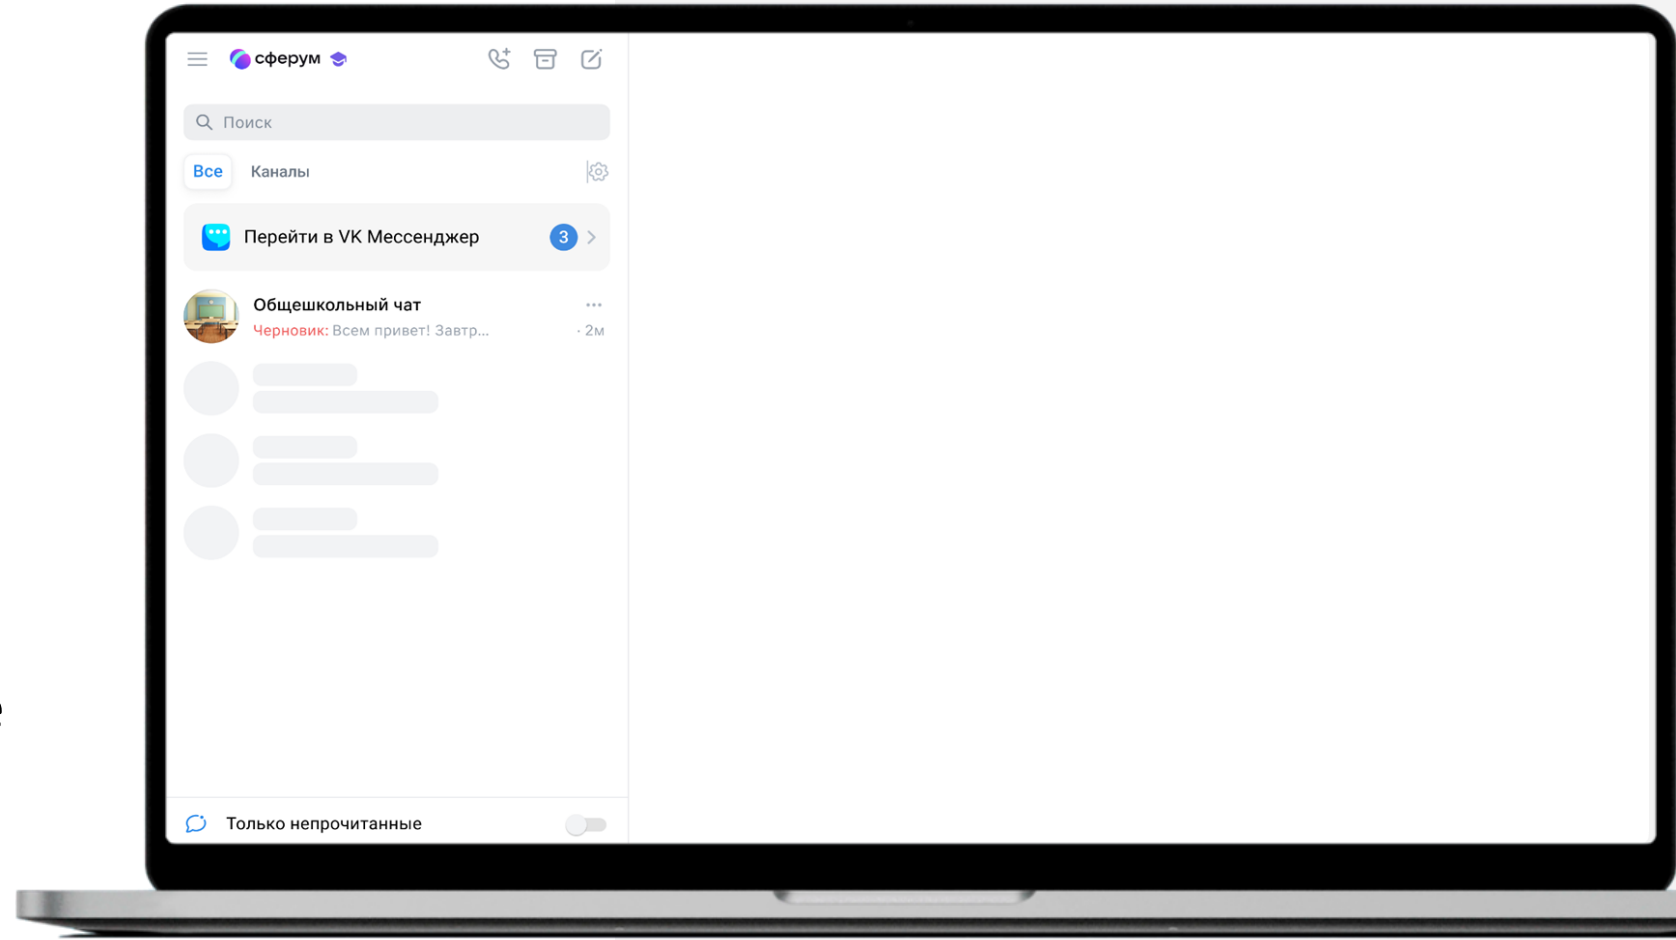 сферум
Поиск
Все Каналы
Перейти в VK Мессенджер 3
Общешкольный чат
Черновик: Всем привет! Завтр... · 2м
Только непрочитанные